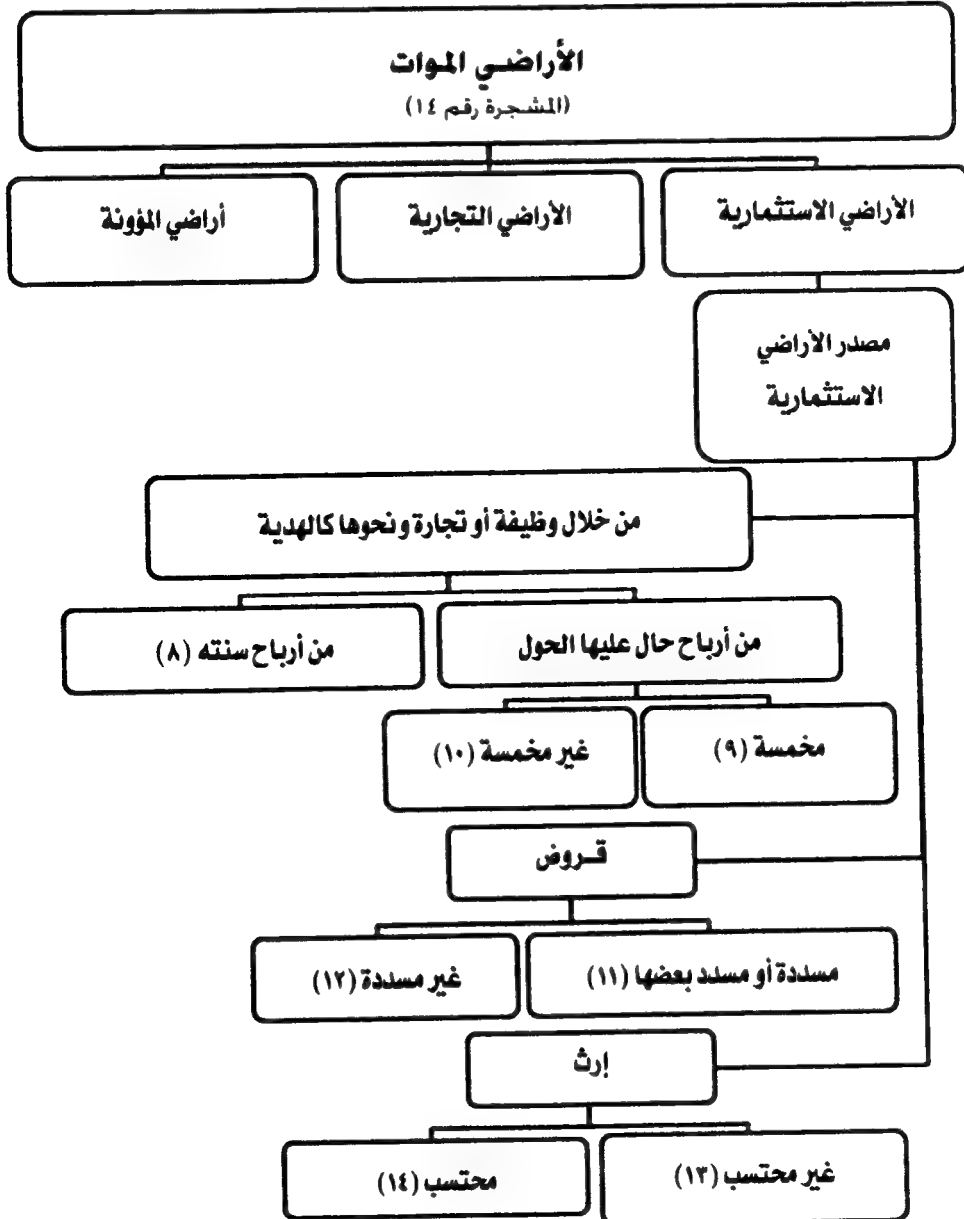 الأراضي الموات
(المشجرة رقم ١٤)
الأراضي الاستثمارية
الأراضي التجارية
أراضي المؤونة
مصدر الأراضي
الاستثمارية
من خلال وظيفة أو تجارة ونحوها كالهدية
من أرباح حال عليها الحول
من أرباح سنته (٨)
مخمسة (٩)
غير مخمسة (١٠)
قروض
مسددة أو مسدد بعضها (١١)
غير مسددة (١٢)
إرث
غير محتسب (١٣)
محتسب (١٤)